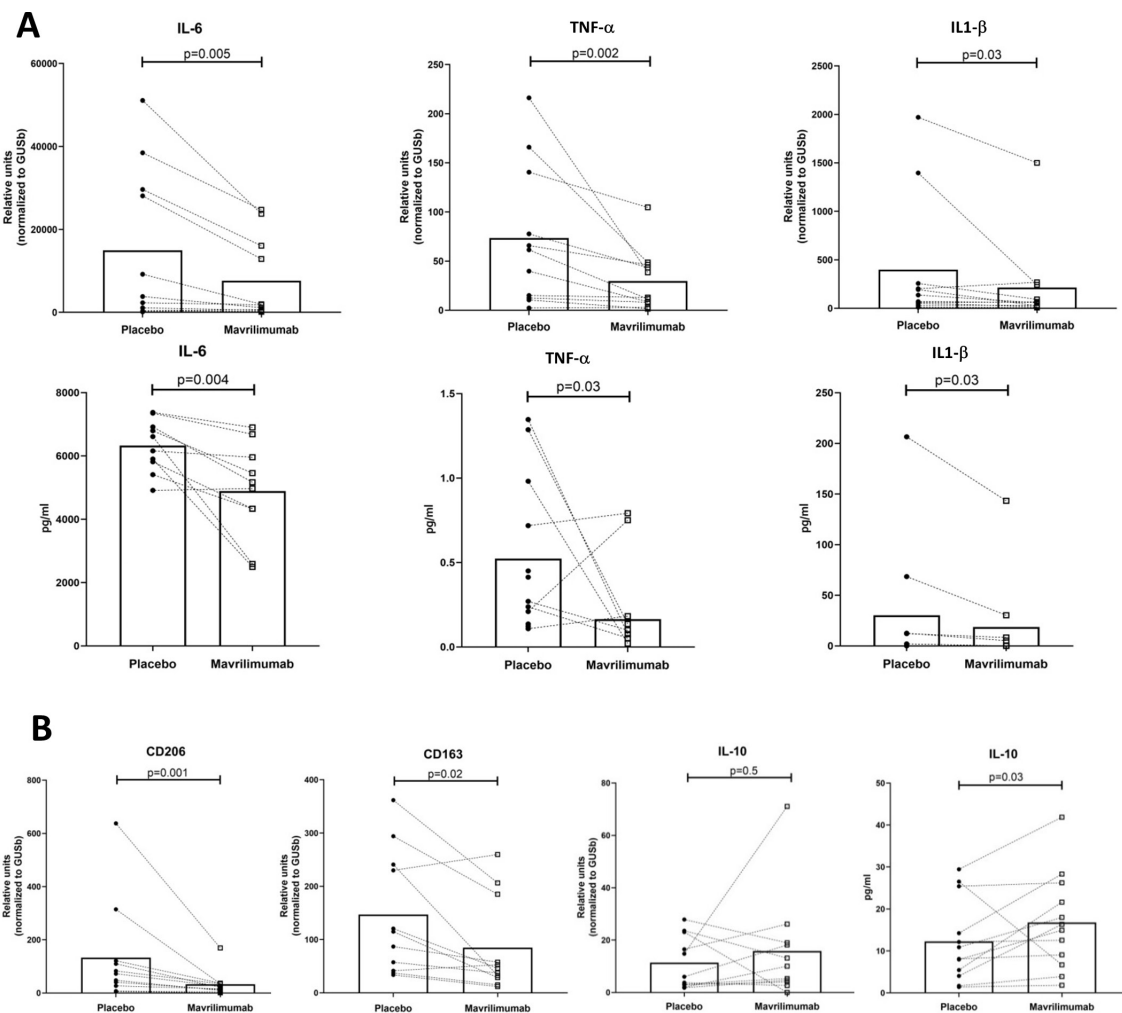 A
IL-6
p=0.005
60000
40000
20000
0
Relative units
(normalized to GUSb)
Placebo
Mavrilimumab
TNF-α
p=0.002
250
200
150
100
50
0
Relative units
(normalized to GUSb)
Placebo
Mavrilimumab
IL1-β
p=0.03
2500
2000
1500
1000
500
0
Relative units
(normalized to GUSb)
Placebo
Mavrilimumab
IL-6
p=0.004
8000
6000
4000
2000
0
pg/ml
Placebo
Mavrilimumab
TNF-α
p=0.03
1.5
1.0
0.5
0.0
pg/ml
Placebo
Mavrilimumab
IL1-β
p=0.03
250
200
150
100
50
0
pg/ml
Placebo
Mavrilimumab
B
CD206
p=0.001
800
600
400
200
0
Relative units
(normalized to GUSb)
Placebo
Mavrilimumab
CD163
p=0.02
400
300
200
100
0
Relative units
(normalized to GUSb)
Placebo
Mavrilimumab
IL-10
p=0.5
80
60
40
20
0
Relative units
(normalized to GUSb)
Placebo
Mavrilimumab
IL-10
p=0.03
50
40
30
20
10
0
pg/ml
Placebo
Mavrilimumab